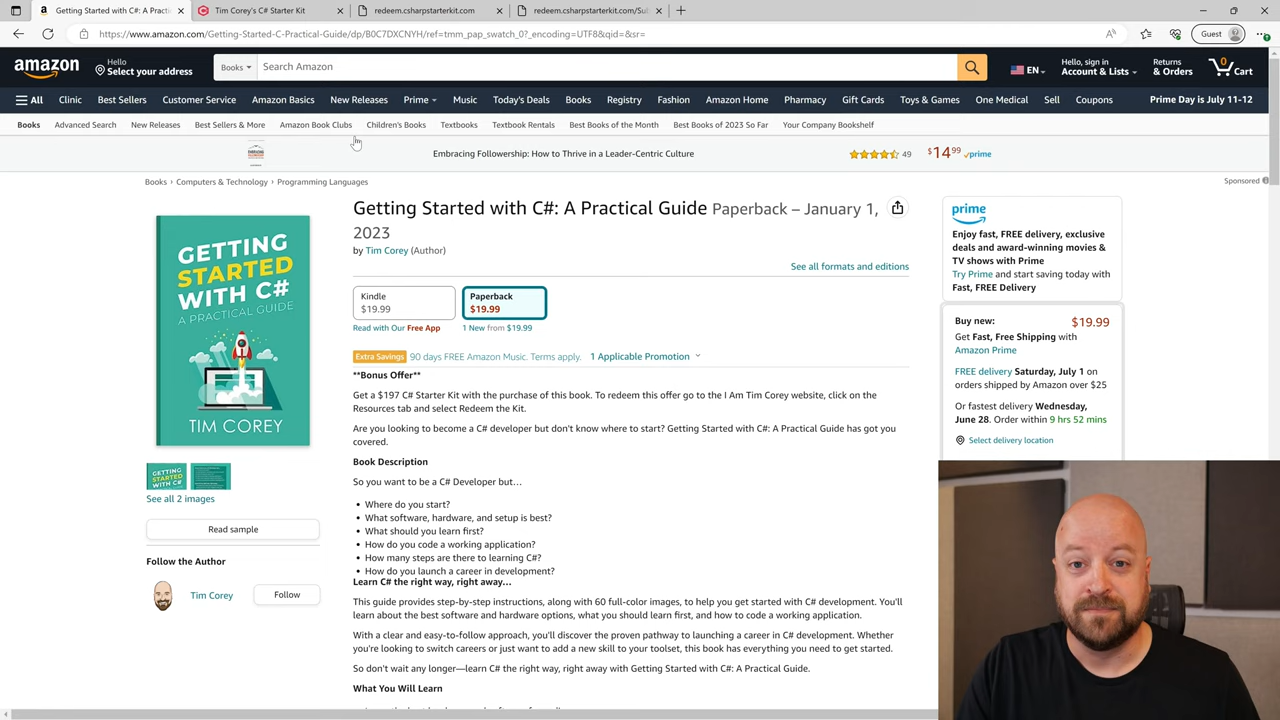 Getting Started with C#: A Practi
Tim Corey's C# Starter Kit
redeem.csharpstarterkit.com
redeem.csharpstarterkit.com/Su
https://www.amazon.com/Getting-Started-C-Practical-Guide/dp/B0C7DXCNYH/ref=tmm_pap_swatch_0?_encoding=UTF8&qid=&sr=
Guest
amazon
Hello
Select your address
Books
Search Amazon
EN
Hello, sign in
Account & Lists
Returns
& Orders
0
Cart
All Clinic Best Sellers Customer Service Amazon Basics New Releases Prime Music Today's Deals Books Registry Fashion Amazon Home Pharmacy Gift Cards Toys & Games One Medical Sell Coupons Prime Day is July 11-12
Books Advanced Search New Releases Best Sellers & More Amazon Book Clubs Children's Books Textbooks Textbook Rentals Best Books of the Month Best Books of 2023 So Far Your Company Bookshelf
Embracing Followership: How to Thrive in a Leader-Centric Culture
49
$14.99 prime
Sponsored
Books › Computers & Technology › Programming Languages
GETTING
STARTED
WITH C#
A PRACTICAL GUIDE
TIM COREY
See all 2 images
Read sample
Follow the Author
Tim Corey
Follow
Getting Started with C#: A Practical Guide Paperback – January 1,
2023
by Tim Corey (Author)
See all formats and editions
Kindle
$19.99
Paperback
$19.99
Read with Our Free App
1 New from $19.99
Extra Savings 90 days FREE Amazon Music. Terms apply. 1 Applicable Promotion
**Bonus Offer**
Get a $197 C# Starter Kit with the purchase of this book. To redeem this offer go to the I Am Tim Corey website, click on the
Resources tab and select Redeem the Kit.
Are you looking to become a C# developer but don't know where to start? Getting Started with C#: A Practical Guide has got you
covered.
Book Description
So you want to be a C# Developer but…
• Where do you start?
• What software, hardware, and setup is best?
• What should you learn first?
• How do you code a working application?
• How many steps are there to learning C#?
• How do you launch a career in development?
Learn C# the right way, right away…
This guide provides step-by-step instructions, along with 60 full-color images, to help you get started with C# development. You'll
learn about the best software and hardware options, what you should learn first, and how to code a working application.
With a clear and easy-to-follow approach, you'll discover the proven pathway to launching a career in C# development. Whether
you're looking to switch careers or just want to add a new skill to your toolset, this book has everything you need to get started.
So don't wait any longer—learn C# the right way, right away with Getting Started with C#: A Practical Guide.
What You Will Learn
prime
Enjoy fast, FREE delivery, exclusive
deals and award-winning movies &
TV shows with Prime
Try Prime and start saving today with
Fast, FREE Delivery
Buy new: $19.99
Get Fast, Free Shipping with
Amazon Prime
FREE delivery Saturday, July 1 on
orders shipped by Amazon over $25
Or fastest delivery Wednesday,
June 28. Order within 9 hrs 52 mins
Select delivery location